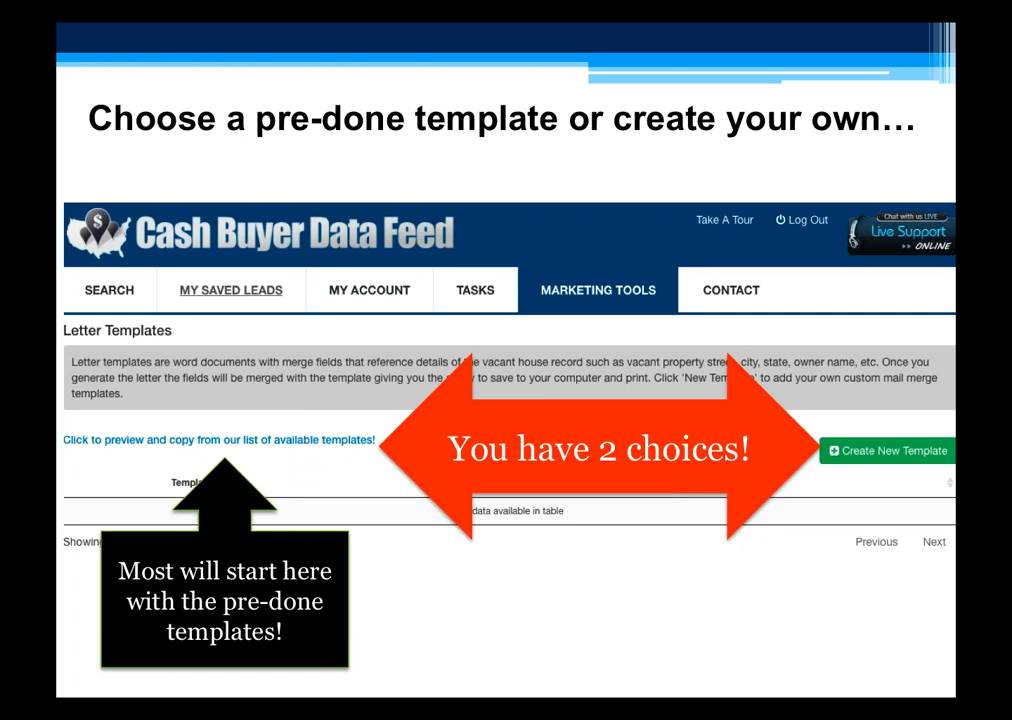 Choose a pre-done template or create your own…
$
Cash Buyer Data Feed
Take A Tour
Log Out
Chat with us LIVE
Live Support
ONLINE
SEARCH
MY SAVED LEADS
MY ACCOUNT
TASKS
MARKETING TOOLS
CONTACT
Letter Templates
Letter templates are word documents with merge fields that reference details of vacant house record such as vacant property city, state, owner name, etc. Once you
generate the letter the fields will be merged with the template giving you the to save to your computer and print. Click 'New to add your own custom mail merge
templates.
Click to preview and copy from our list of available templates!
You have 2 choices!
Create New Template
data available in table
Previous
Next
Most will start here
with the pre-done
templates!